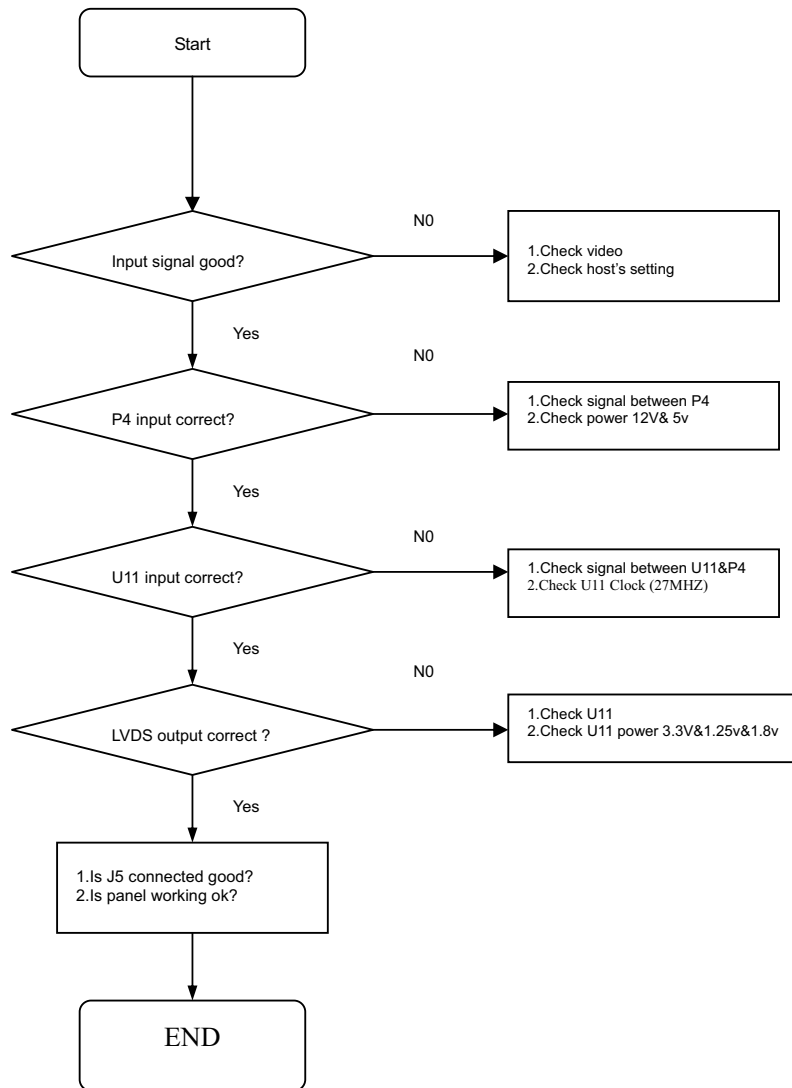 Start
N0
Input signal good?
1.Check video
2.Check host's setting
Yes
N0
P4 input correct?
1.Check signal between P4
2.Check power 12V& 5v
Yes
N0
U11 input correct?
1.Check signal between U11&P4
2.Check U11 Clock (27MHZ)
Yes
N0
LVDS output correct ?
1.Check U11
2.Check U11 power 3.3V&1.25v&1.8v
Yes
1.Is J5 connected good?
2.Is panel working ok?
END